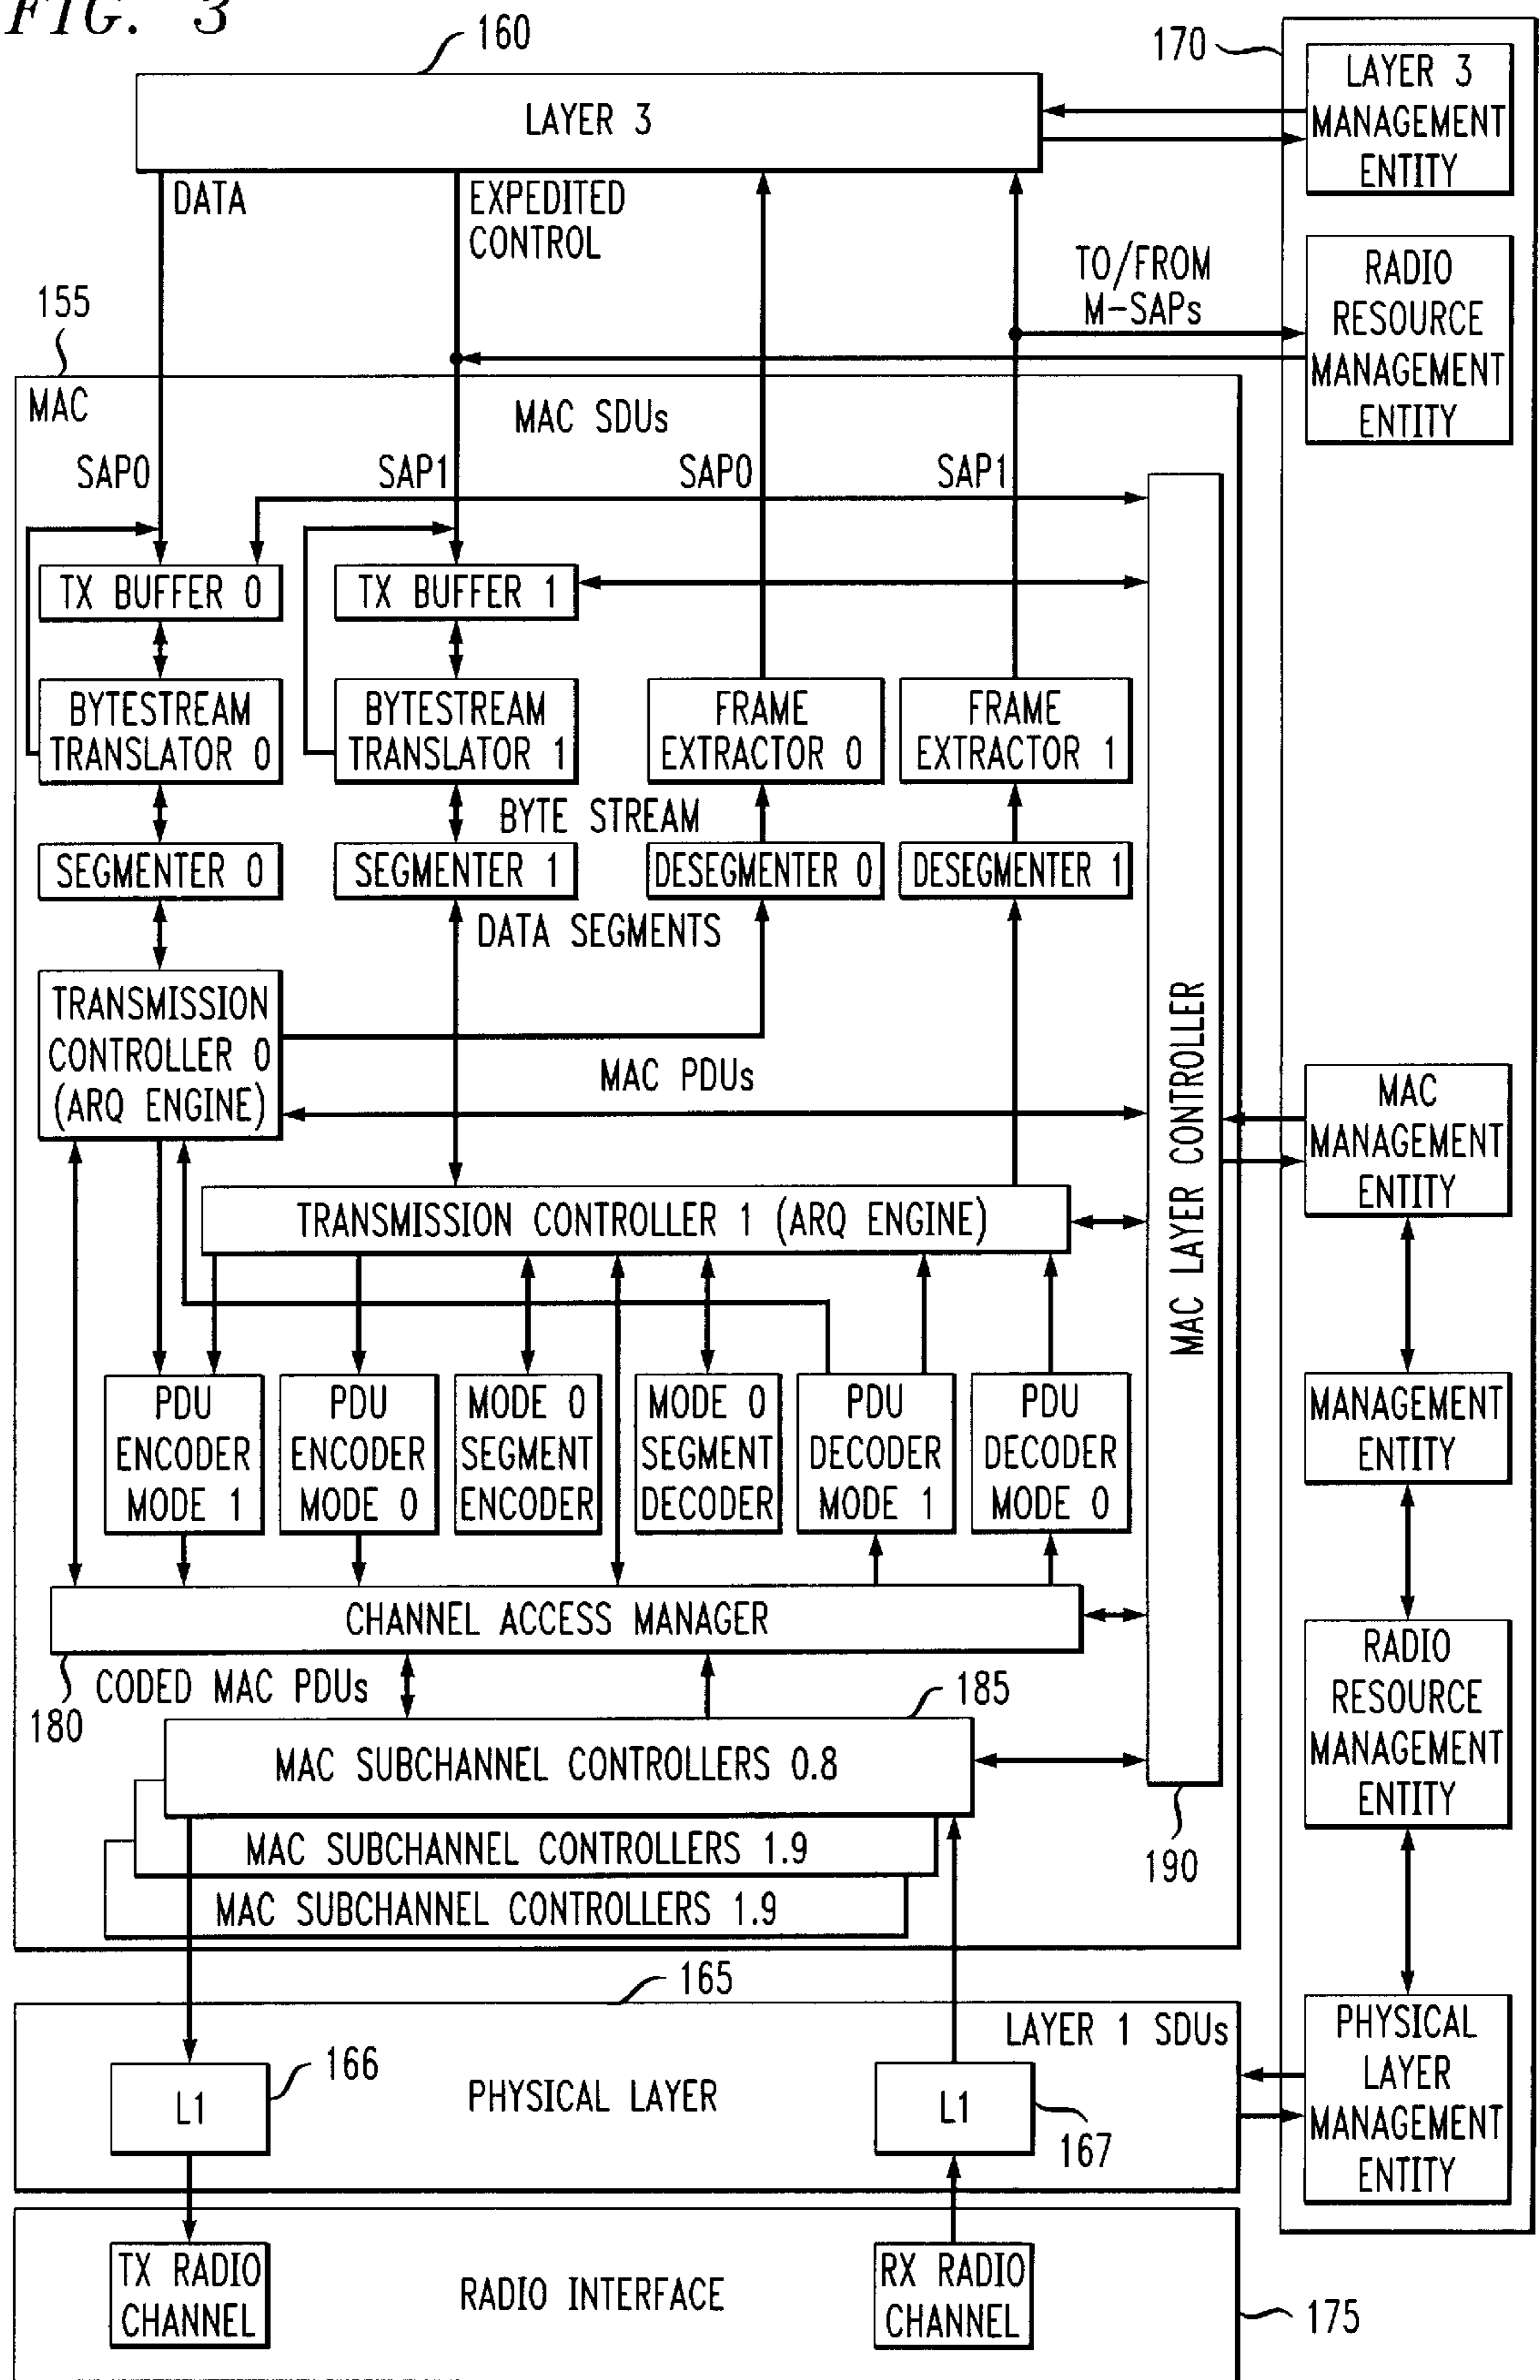 FIG. 3
160
170
LAYER 3
LAYER 3
MANAGEMENT
ENTITY
DATA
EXPEDITED
CONTROL
TO/FROM
M-SAPs
RADIO
RESOURCE
MANAGEMENT
ENTITY
155
MAC
MAC SDUs
SAP0
SAP1
SAP0
SAP1
TX BUFFER 0
TX BUFFER 1
BYTESTREAM
TRANSLATOR 0
BYTESTREAM
TRANSLATOR 1
FRAME
EXTRACTOR 0
FRAME
EXTRACTOR 1
BYTE STREAM
SEGMENTER 0
SEGMENTER 1
DESEGMENTER 0
DESEGMENTER 1
DATA SEGMENTS
TRANSMISSION
CONTROLLER 0
(ARQ ENGINE)
MAC PDUs
MAC LAYER CONTROLLER
MAC
MANAGEMENT
ENTITY
TRANSMISSION CONTROLLER 1 (ARQ ENGINE)
PDU
ENCODER
MODE 1
PDU
ENCODER
MODE 0
MODE 0
SEGMENT
ENCODER
MODE 0
SEGMENT
DECODER
PDU
DECODER
MODE 1
PDU
DECODER
MODE 0
MANAGEMENT
ENTITY
CHANNEL ACCESS MANAGER
180
CODED MAC PDUs
185
RADIO
RESOURCE
MANAGEMENT
ENTITY
MAC SUBCHANNEL CONTROLLERS 0.8
MAC SUBCHANNEL CONTROLLERS 1.9
MAC SUBCHANNEL CONTROLLERS 1.9
190
165
LAYER 1 SDUs
L1
166
PHYSICAL LAYER
L1
167
PHYSICAL
LAYER
MANAGEMENT
ENTITY
TX RADIO
CHANNEL
RADIO INTERFACE
RX RADIO
CHANNEL
175